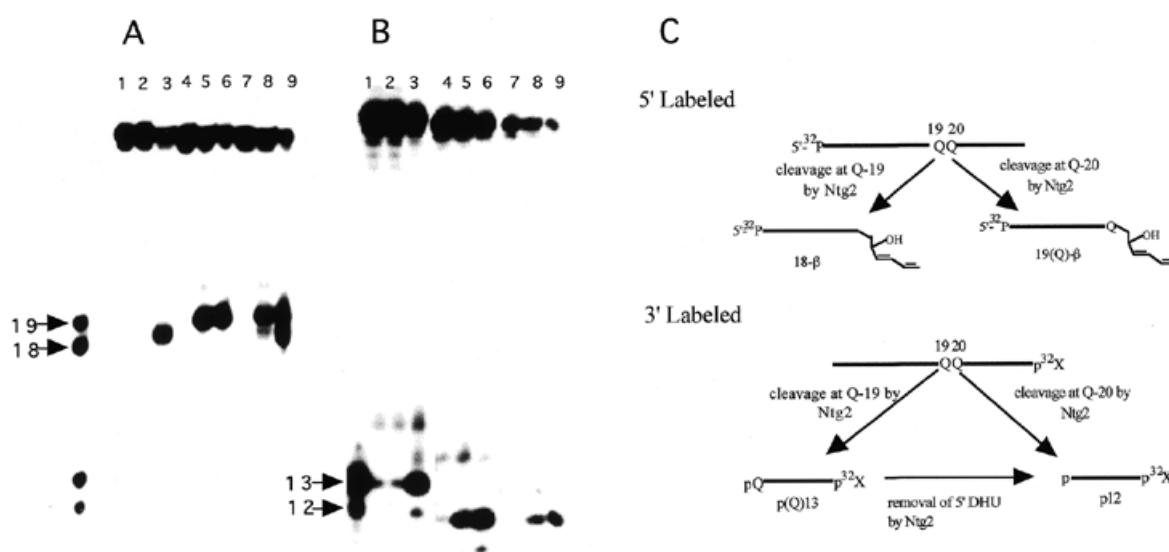 A
B
C
1 2 3 4 5 6 7 8 9
1 2 3 4 5 6 7 8 9
19
18
13
12
5' Labeled
19 20
5'-32P
QQ
cleavage at Q-19
by Ntg2
cleavage at Q-20
by Ntg2
5'-32P
OH
18-β
5'-32P
Q
OH
19(Q)-β
3' Labeled
19 20
QQ
p32X
cleavage at Q-19 by
Ntg2
cleavage at Q-20 by
Ntg2
pQ
p32X
p(Q)13
removal of 5' DHU
by Ntg2
p
p32X
p12